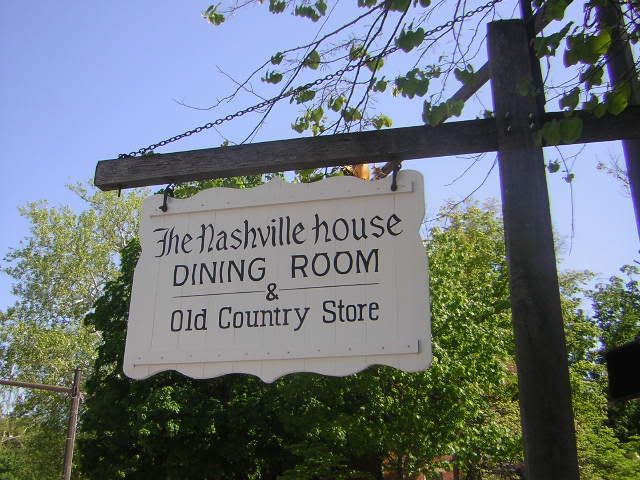 The Nashville house
DINING ROOM
&
Old Country Store